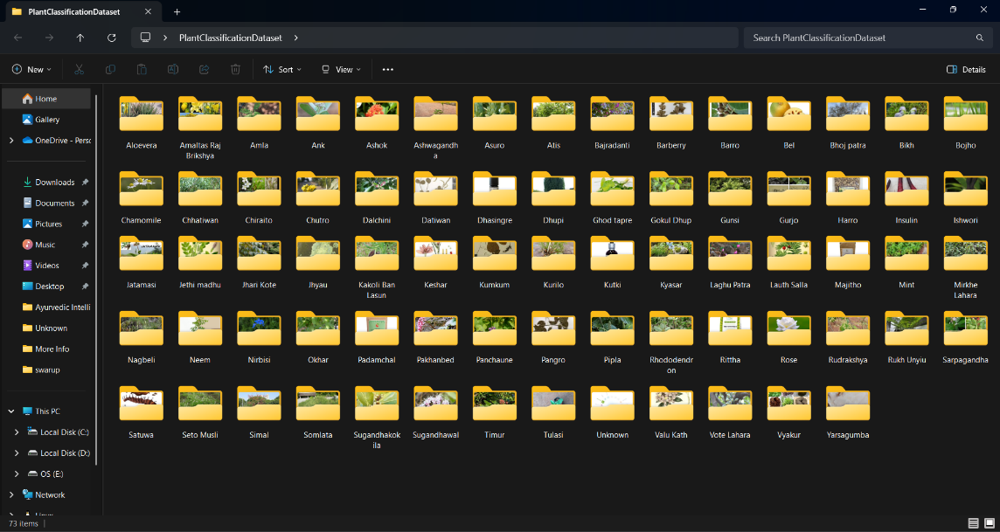 PlantClassificationDataset
PlantClassificationDataset
Search PlantClassificationDataset
New
Sort
View
Details
Home
Gallery
OneDrive - Perso
Downloads
Documents
Pictures
Music
Videos
Desktop
Ayurvedic Intelli
Unknown
More Info
swarup
This PC
Local Disk (C:)
Local Disk (D:)
OS (E:)
Network
Linux
Aloevera
Amaltas Raj
Brikshya
Amla
Ank
Ashok
Ashwagandh
a
Asuro
Atis
Bajradanti
Barberry
Barro
Bel
Bhoj patra
Bikh
Bojho
Chamomile
Chhatiwan
Chiraito
Chutro
Dalchini
Datiwan
Dhasingre
Dhupi
Ghod tapre
Gokul Dhup
Gunsi
Gurjo
Harro
Insulin
Ishwori
Jatamasi
Jethi madhu
Jhari Kote
Jhyau
Kakoli Ban
Lasun
Keshar
Kumkum
Kurilo
Kutki
Kyasar
Laghu Patra
Lauth Salla
Majitho
Mint
Mirkhe
Lahara
Nagbeli
Neem
Nirbisi
Okhar
Padamchal
Pakhanbed
Panchaune
Pangro
Pipla
Rhododendr
on
Rittha
Rose
Rudrakshya
Rukh Unyiu
Sarpagandha
Satuwa
Seto Musli
Simal
Somlata
Sugandhakok
ila
Sugandhawal
Timur
Tulasi
Unknown
Valu Kath
Vote Lahara
Vyakur
Yarsagumba
73 items